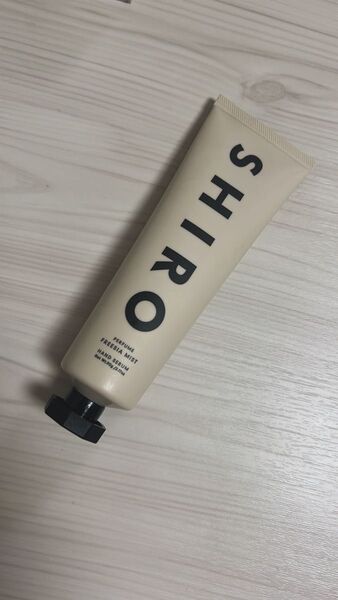 SHIRO
PERFUME
FREESIA MIST
HAND SERUM